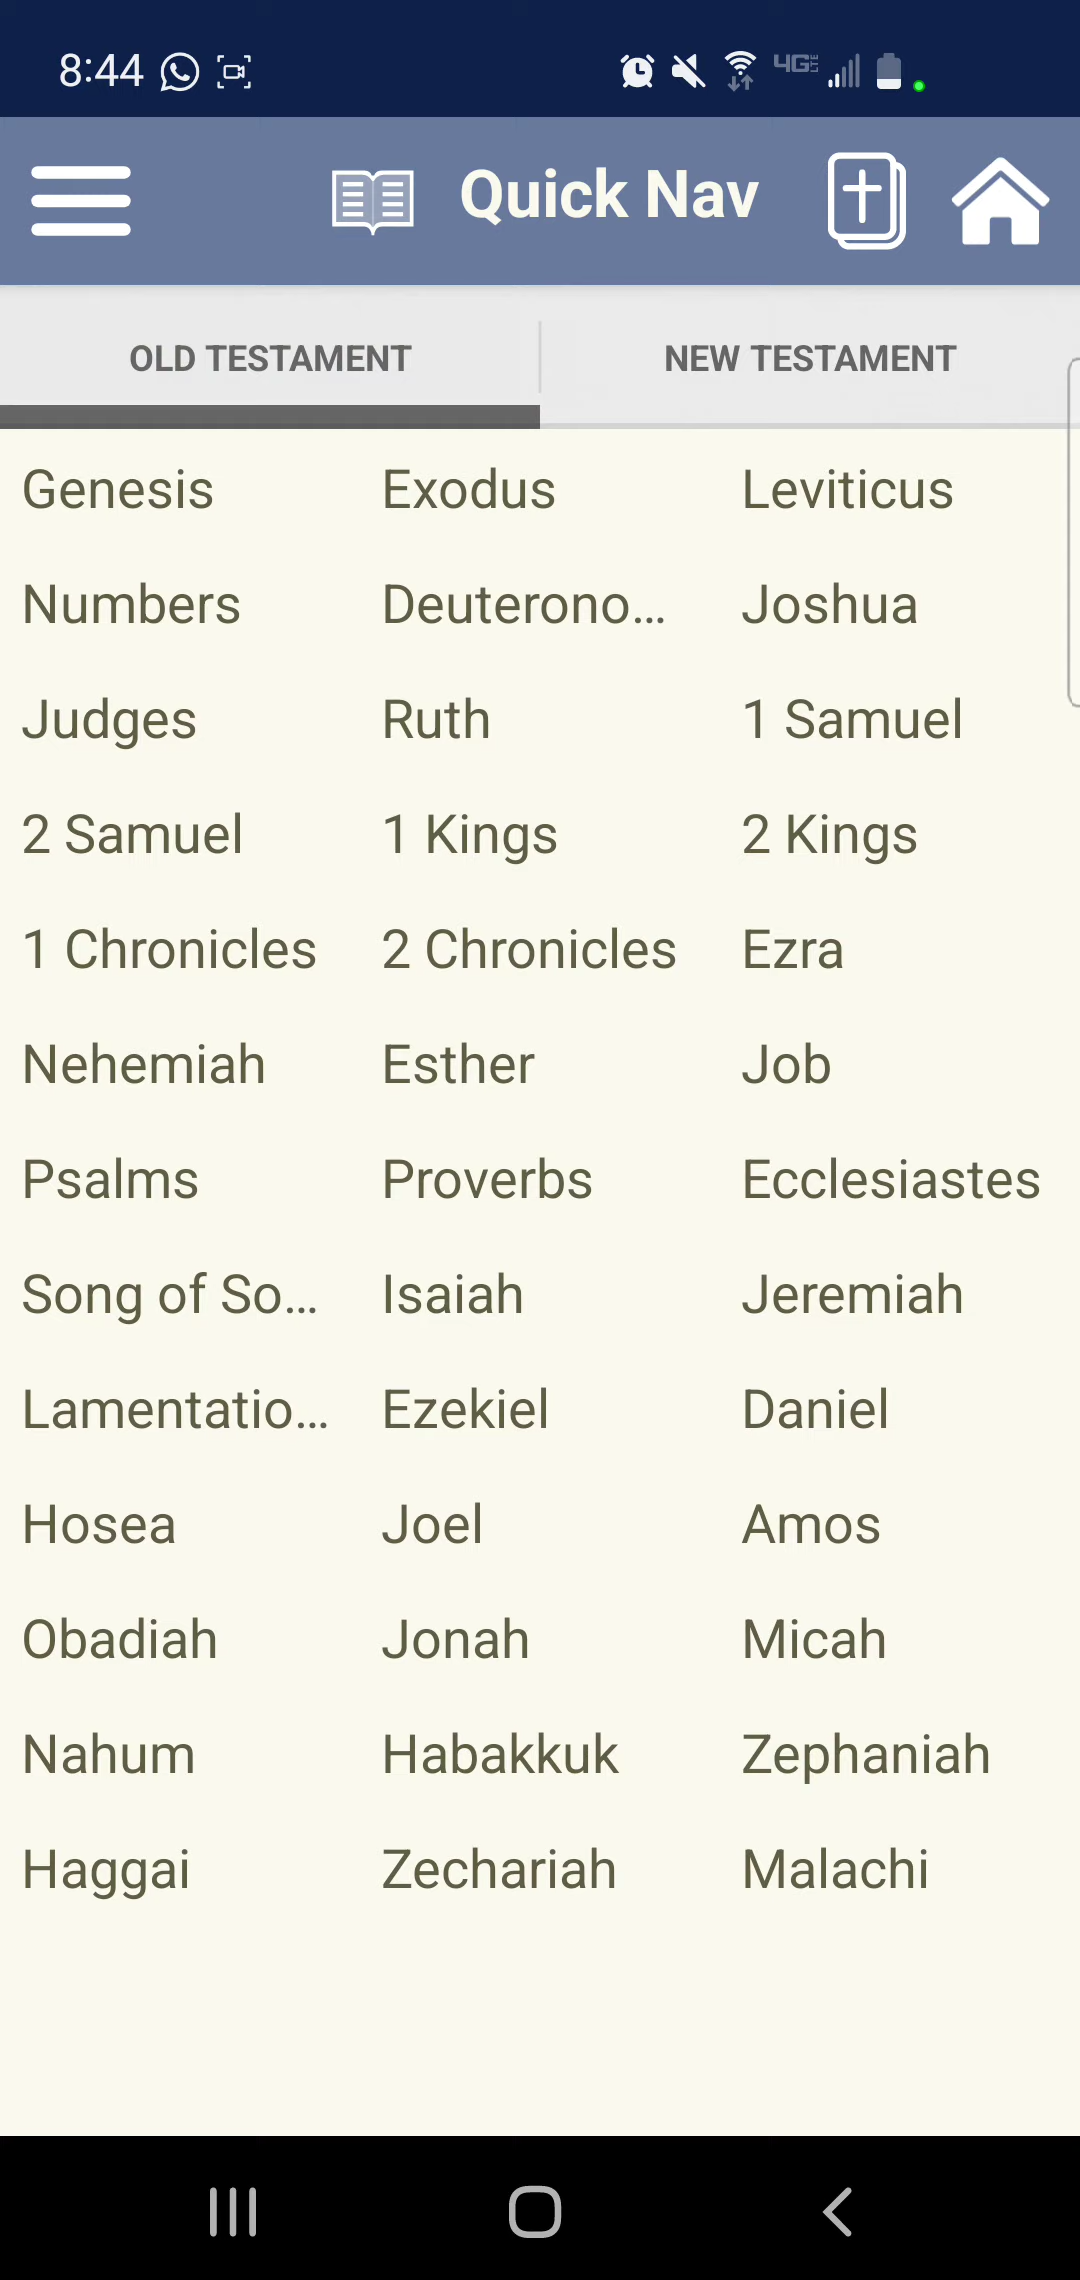 8:44
4G LTE
Quick Nav
OLD TESTAMENT NEW TESTAMENT
Genesis Exodus Leviticus
Numbers Deuterono... Joshua
Judges Ruth 1 Samuel
2 Samuel 1 Kings 2 Kings
1 Chronicles 2 Chronicles Ezra
Nehemiah Esther Job
Psalms Proverbs Ecclesiastes
Song of So... Isaiah Jeremiah
Lamentatio... Ezekiel Daniel
Hosea Joel Amos
Obadiah Jonah Micah
Nahum Habakkuk Zephaniah
Haggai Zechariah Malachi